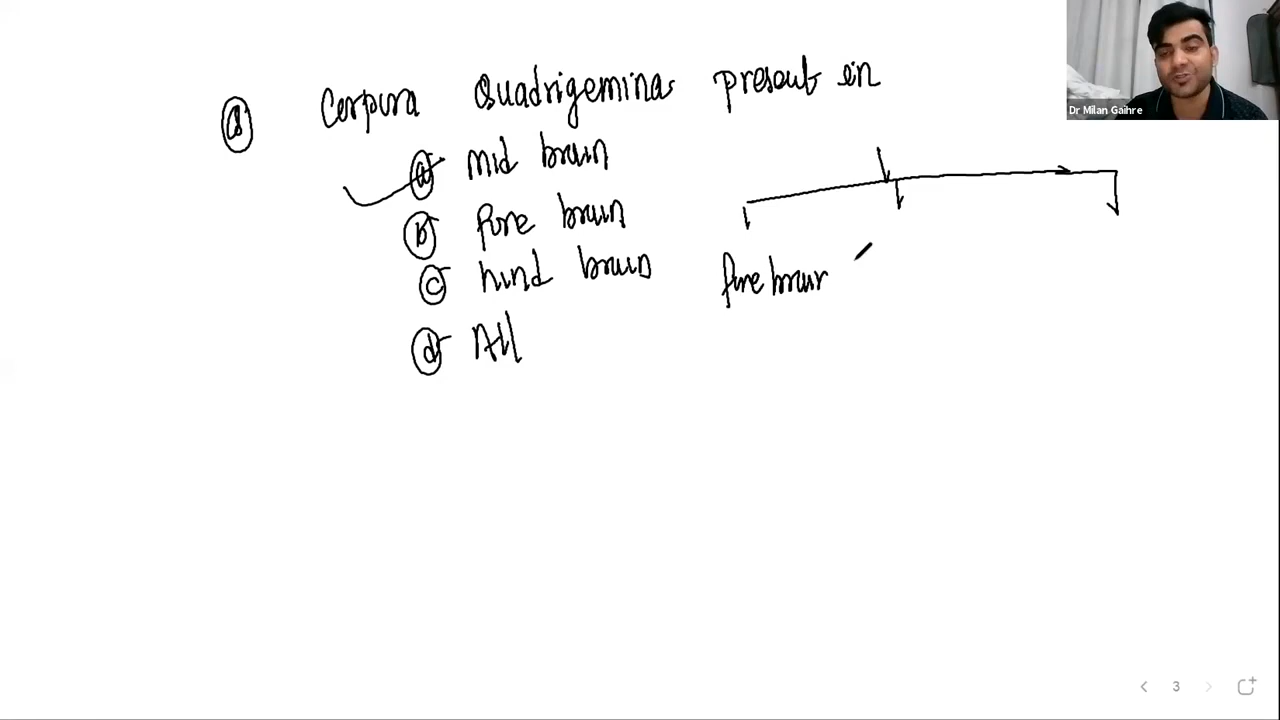 Q Corpora Quadrigemina present in
a mid brain
b fore brain
c hind brain
d All
fore brain
Dr Milan Gaihre
3